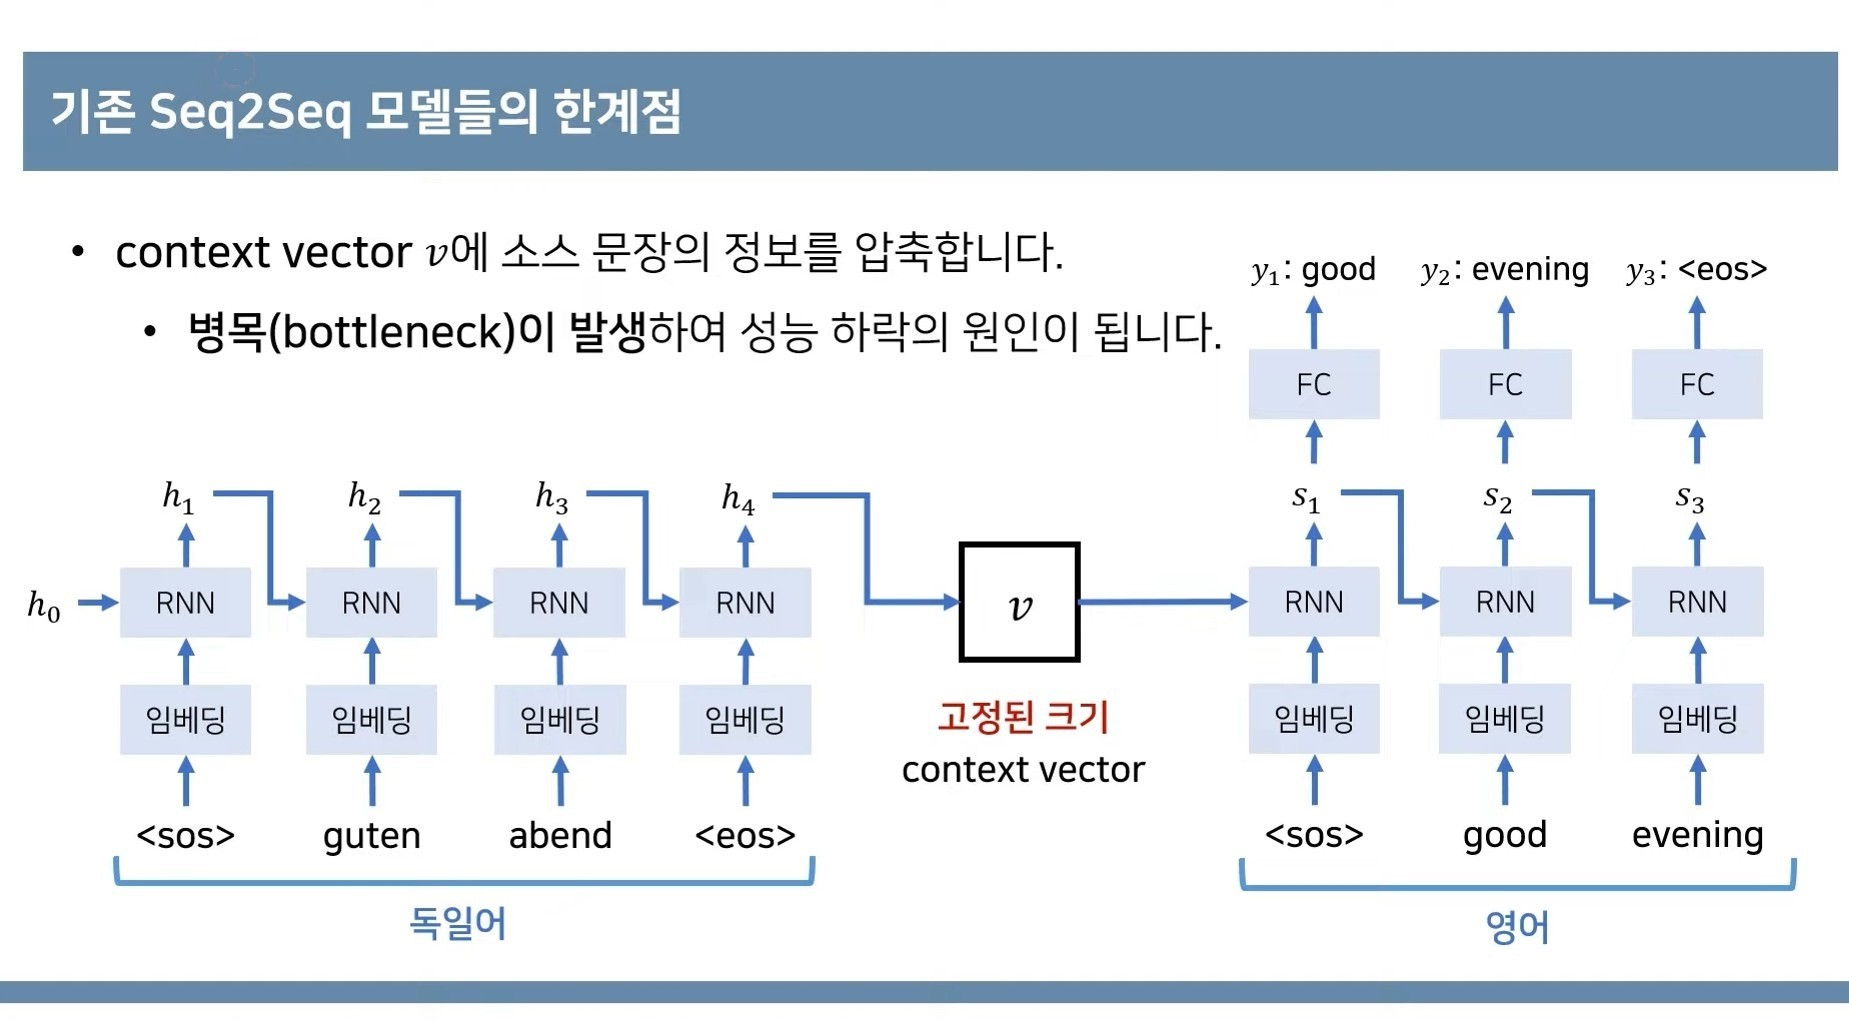 기존 Seq2Seq 모델들의 한계점
• context vector v에 소스 문장의 정보를 압축합니다.
• 병목(bottleneck)이 발생하여 성능 하락의 원인이 됩니다.
y₁: good y₂: evening y₃: <eos>
FC FC FC
h₁ h₂ h₃ h₄ s₁ s₂ s₃
h₀ RNN RNN RNN RNN v RNN RNN RNN
임베딩 임베딩 임베딩 임베딩 고정된 크기 임베딩 임베딩 임베딩
context vector
<sos> guten abend <eos> <sos> good evening
독일어 영어